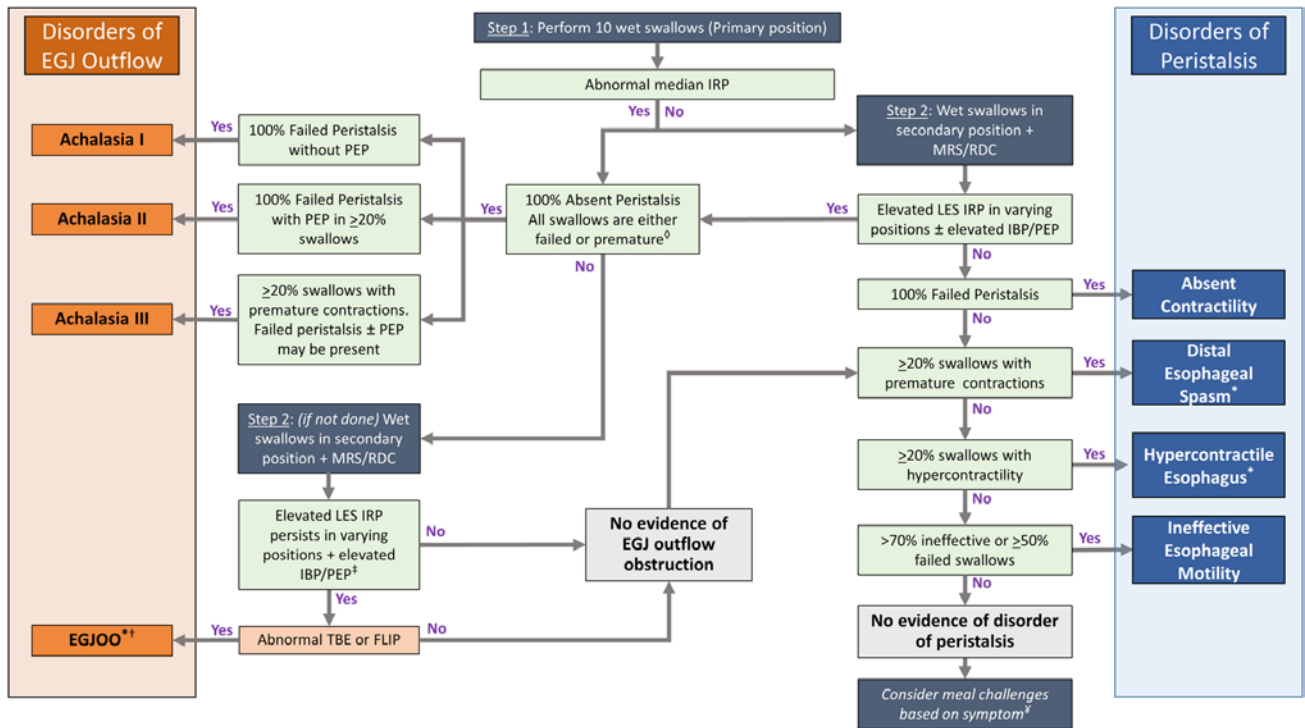 Disorders of
EGJ Outflow
Step 1: Perform 10 wet swallows (Primary position)
Disorders of
Peristalsis
Abnormal median IRP
Yes
No
Step 2: Wet swallows in
secondary position +
MRS/RDC
Achalasia I
Yes
100% Failed Peristalsis
without PEP
Achalasia II
Yes
100% Failed Peristalsis
with PEP in ≥20%
swallows
Yes
100% Absent Peristalsis
All swallows are either
failed or premature◊
Yes
Elevated LES IRP in varying
positions ± elevated IBP/PEP
No
No
Achalasia III
Yes
≥20% swallows with
premature contractions.
Failed peristalsis ± PEP
may be present
100% Failed Peristalsis
Yes
Absent
Contractility
No
≥20% swallows with
premature contractions
Yes
Distal
Esophageal
Spasm*
No
Step 2: (if not done) Wet
swallows in secondary
position + MRS/RDC
≥20% swallows with
hypercontractility
Yes
Hypercontractile
Esophagus*
No
Elevated LES IRP
persists in varying
positions + elevated
IBP/PEP‡
No
No evidence of
EGJ outflow
obstruction
>70% ineffective or ≥50%
failed swallows
Yes
Ineffective
Esophageal
Motility
Yes
No
EGJOO*†
Yes
Abnormal TBE or FLIP
No
No evidence of disorder
of peristalsis
Consider meal challenges
based on symptom¥